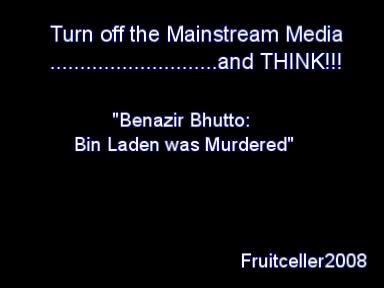 Turn off the Mainstream Media
............................and THINK!!!
"Benazir Bhutto:
Bin Laden was Murdered"
Fruitceller2008